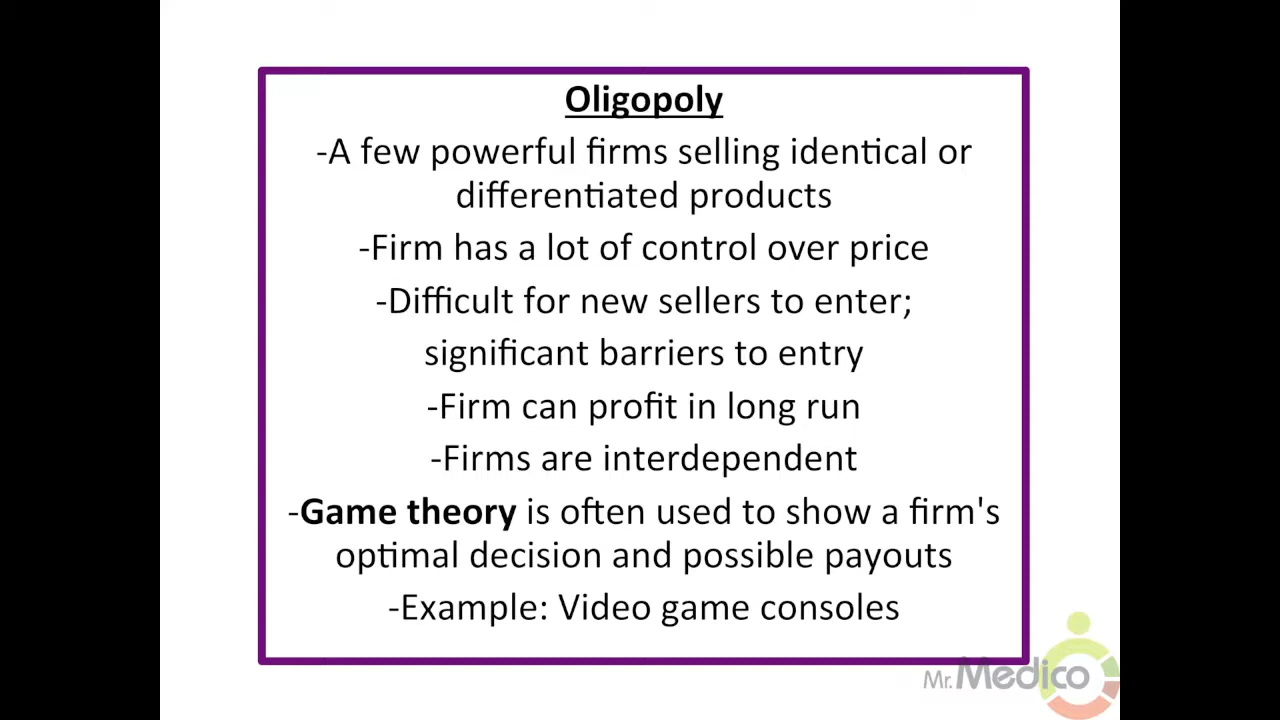 Oligopoly
-A few powerful firms selling identical or
differentiated products
-Firm has a lot of control over price
-Difficult for new sellers to enter;
significant barriers to entry
-Firm can profit in long run
-Firms are interdependent
-Game theory is often used to show a firm's
optimal decision and possible payouts
-Example: Video game consoles
Mr.Medico